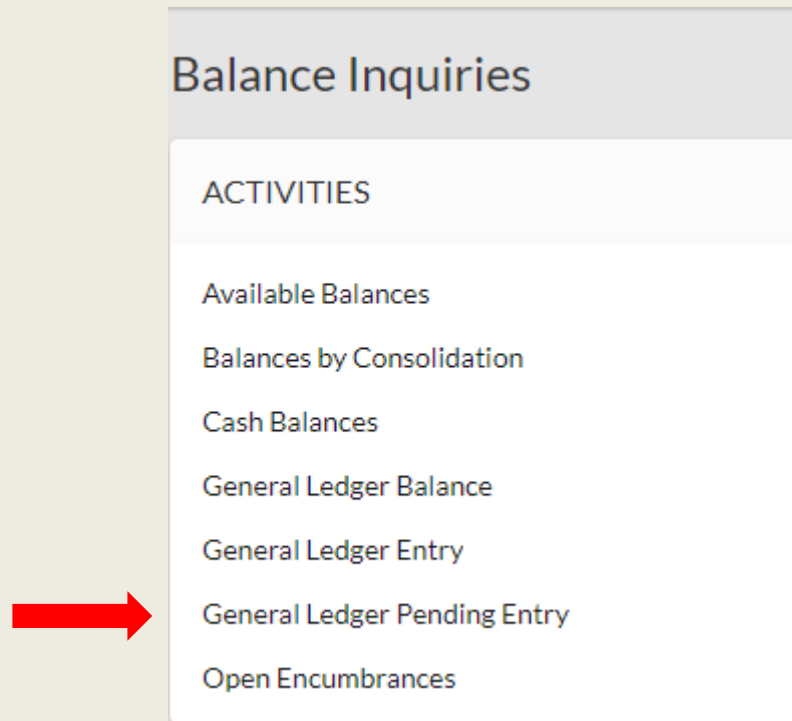 Balance Inquiries
ACTIVITIES
Available Balances
Balances by Consolidation
Cash Balances
General Ledger Balance
General Ledger Entry
General Ledger Pending Entry
Open Encumbrances